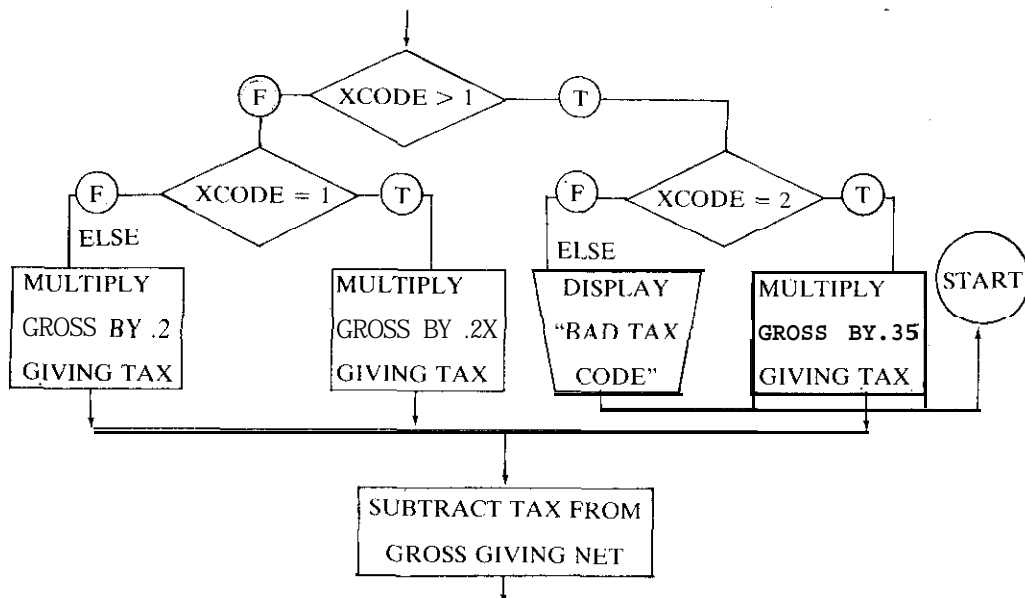 XCODE > 1
F
T
XCODE = 1
F
T
XCODE = 2
F
T
ELSE
ELSE
MULTIPLY
GROSS BY .2
GIVING TAX
MULTIPLY
GROSS BY .2X
GIVING TAX
DISPLAY
“BAD TAX
CODE”
MULTIPLY
GROSS BY.35
GIVING TAX
START
SUBTRACT TAX FROM
GROSS GIVING NET